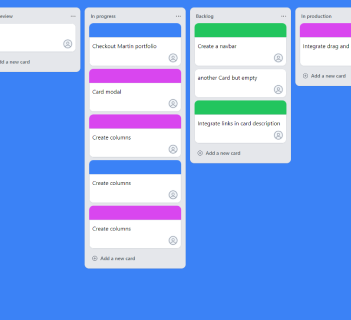 eview
dd a new card
In progress
Checkout Martin portfolio
Card modal
Create columns
Create columns
Create columns
Add a new card
Backlog
Create a navbar
another Card but empty
Integrate links in card description
Add a new card
In production
Integrate drag and
Add a new card